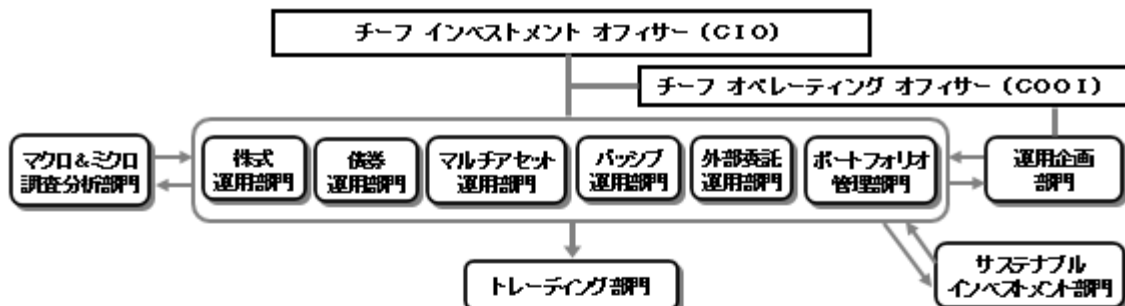 チーフ インベストメント オフィサー (CIO)
チーフ オペレーティング オフィサー (COOI)
マクロ&ミクロ
調査分析部門
株式
運用部門
債券
運用部門
マルチアセット
運用部門
パッシブ
運用部門
外部委託
運用部門
ポートフォリオ
管理部門
運用企画
部門
トレーディング部門
サステナブル
インベストメント部門